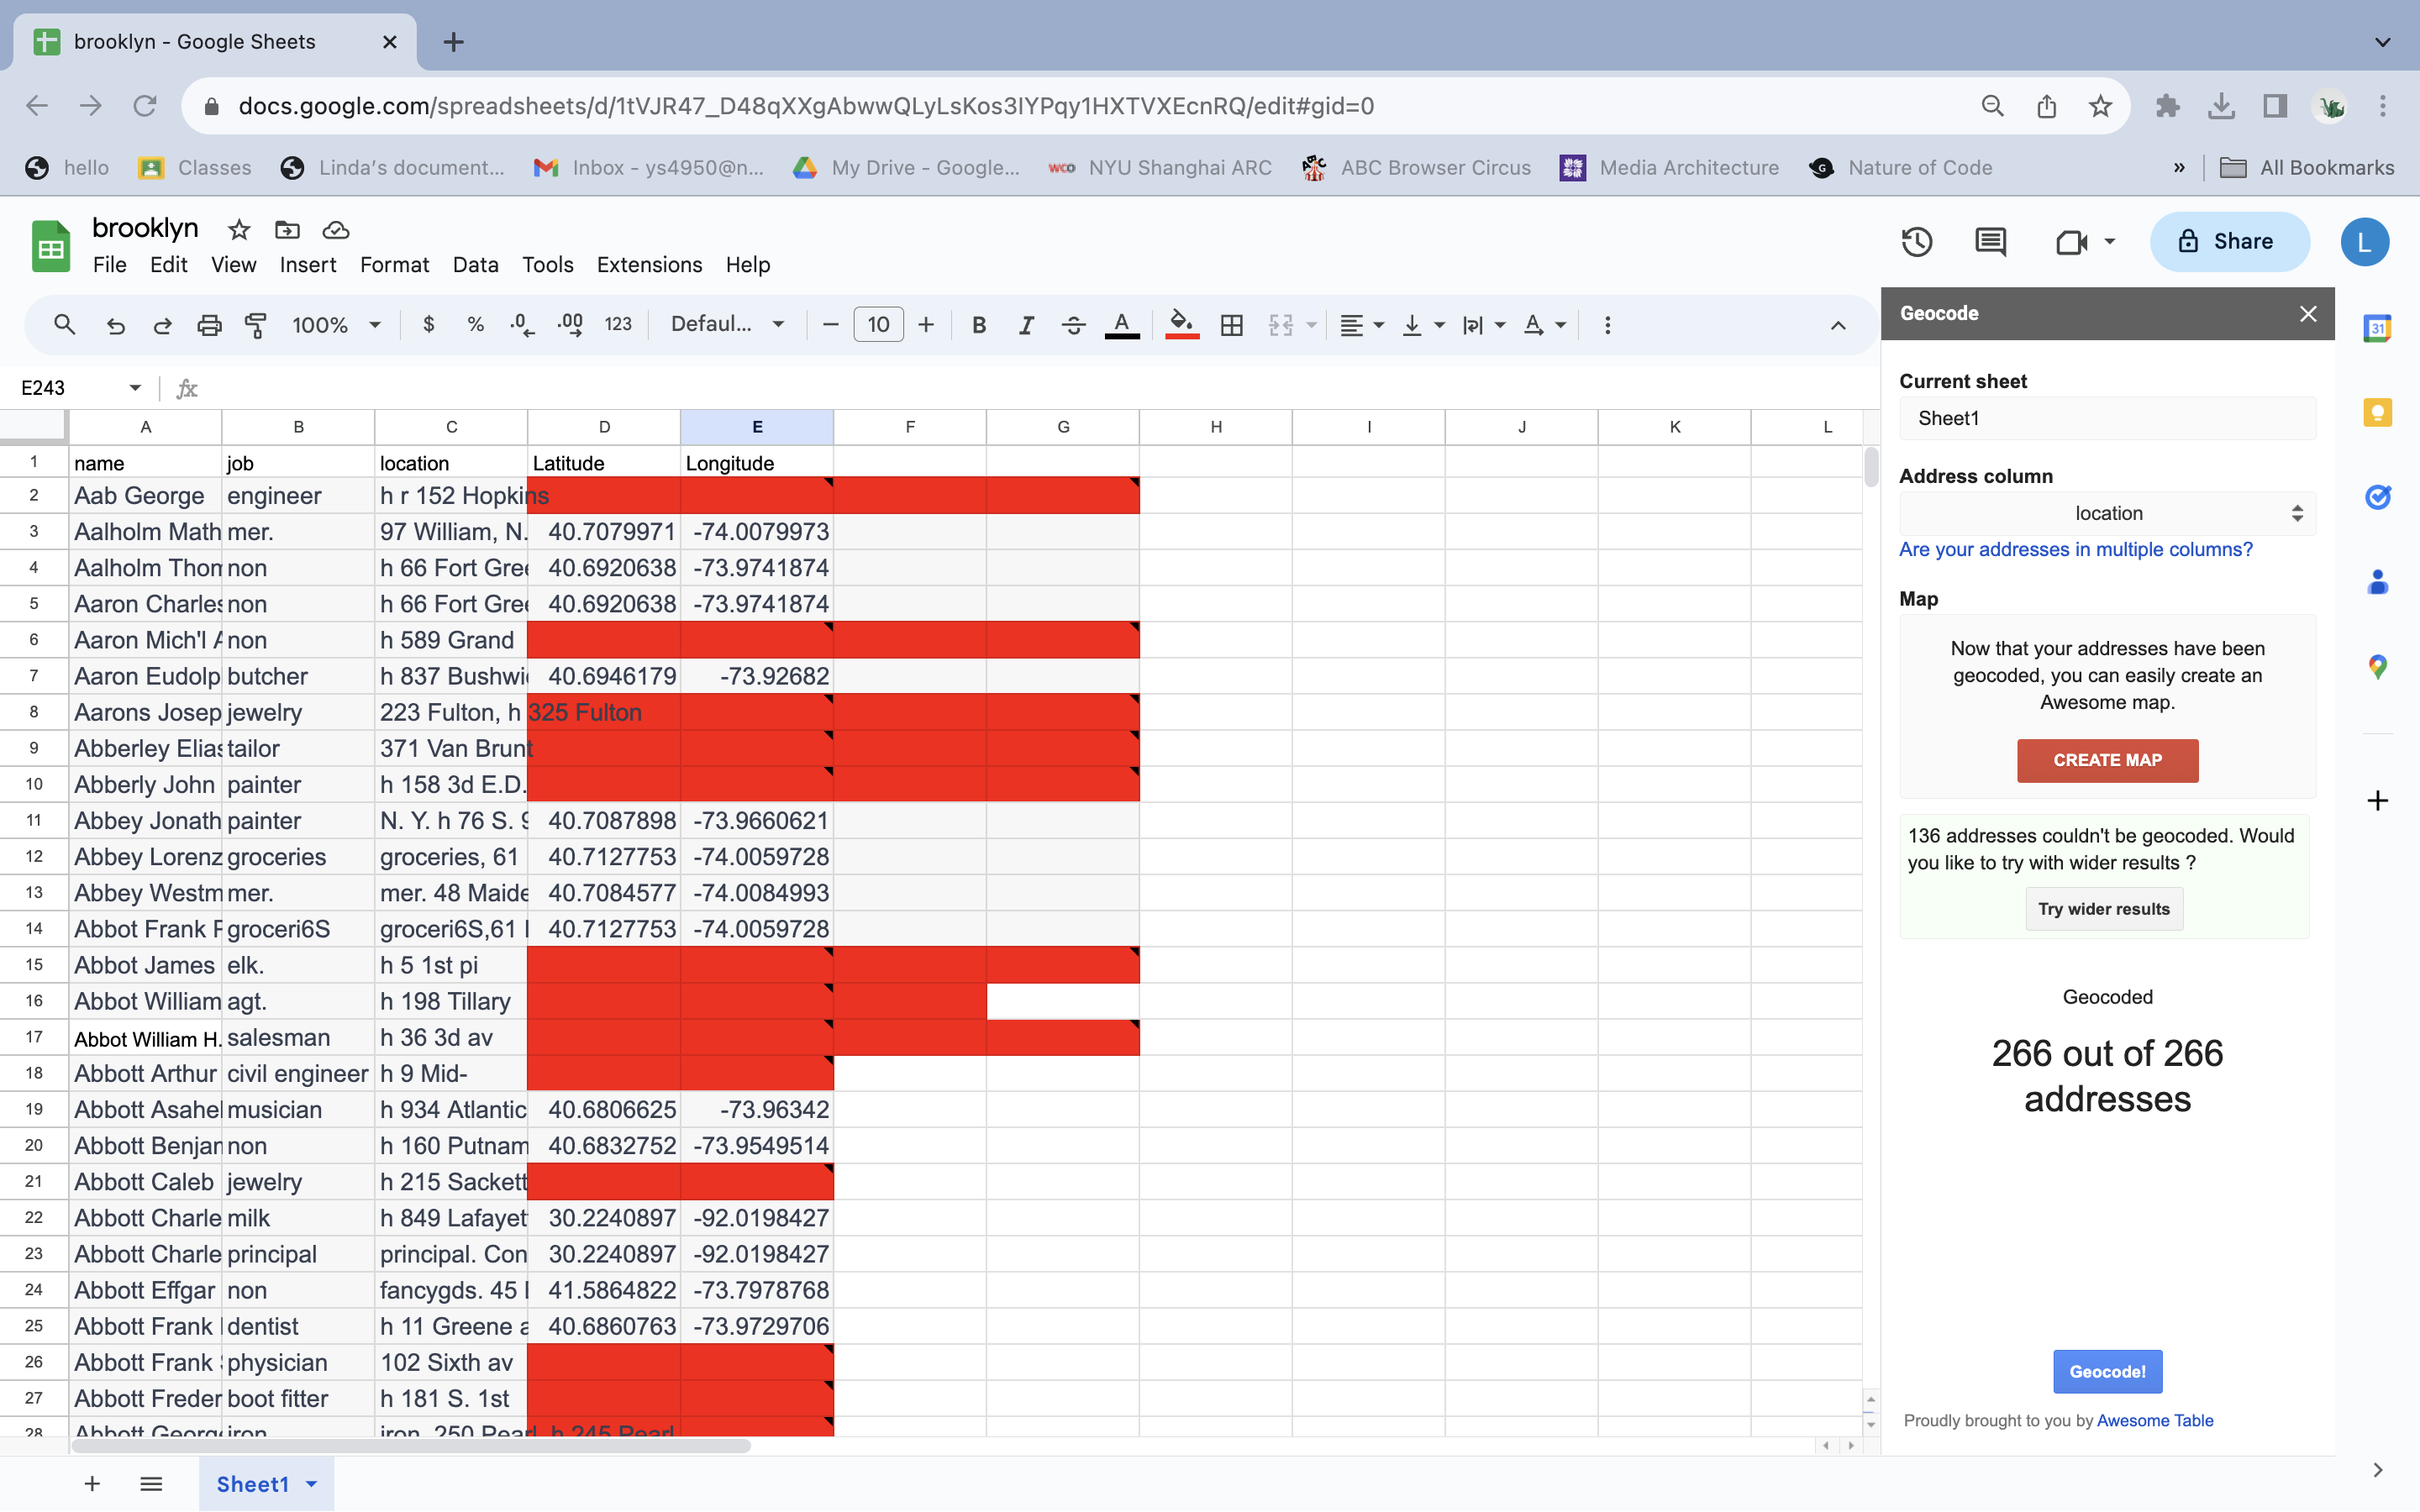 brooklyn - Google Sheets
docs.google.com/spreadsheets/d/1tVJR47_D48qXXgAbwwQLyLsKos3IYPqy1HXTVXEcnRQ/edit#gid=0
hello Classes Linda's document... Inbox - ys4950@n... My Drive - Google... NYU Shanghai ARC ABC Browser Circus Media Architecture Nature of Code » All Bookmarks
brooklyn
File Edit View Insert Format Data Tools Extensions Help
Share
L
100% $ % .0 .00 123 Defaul... 10 B I A
E243 fx
A B C D E F G H I J K L
1 name job location Latitude Longitude
2 Aab George engineer h r 152 Hopkins
3 Aalholm Math mer. 97 William, N. 40.7079971 -74.0079973
4 Aalholm Thom non h 66 Fort Gree 40.6920638 -73.9741874
5 Aaron Charles non h 66 Fort Gree 40.6920638 -73.9741874
6 Aaron Mich'l A non h 589 Grand
7 Aaron Eudolp butcher h 837 Bushwi 40.6946179 -73.92682
8 Aarons Josep jewelry 223 Fulton, h 325 Fulton
9 Abberley Elias tailor 371 Van Brunt
10 Abberly John painter h 158 3d E.D.
11 Abbey Jonath painter N. Y. h 76 S. 9 40.7087898 -73.9660621
12 Abbey Lorenz groceries groceries, 61 40.7127753 -74.0059728
13 Abbey Westm mer. mer. 48 Maide 40.7084577 -74.0084993
14 Abbot Frank F groceri6S groceri6S,61 40.7127753 -74.0059728
15 Abbot James elk. h 5 1st pi
16 Abbot William agt. h 198 Tillary
17 Abbot William H. salesman h 36 3d av
18 Abbott Arthur civil engineer h 9 Mid-
19 Abbott Asahel musician h 934 Atlantic 40.6806625 -73.96342
20 Abbott Benjan non h 160 Putnam 40.6832752 -73.9549514
21 Abbott Caleb jewelry h 215 Sackett
22 Abbott Charle milk h 849 Lafayet 30.2240897 -92.0198427
23 Abbott Charle principal principal. Con 30.2240897 -92.0198427
24 Abbott Effgar non fancygds. 45 41.5864822 -73.7978768
25 Abbott Frank dentist h 11 Greene a 40.6860763 -73.9729706
26 Abbott Frank physician 102 Sixth av
27 Abbott Freder boot fitter h 181 S. 1st
28 Abbott George iron iron, 250 Pearl, h 245 Pearl
Sheet1
Geocode
Current sheet
Sheet1
Address column
location
Are your addresses in multiple columns?
Map
Now that your addresses have been
geocoded, you can easily create an
Awesome map.
CREATE MAP
136 addresses couldn't be geocoded. Would
you like to try with wider results ?
Try wider results
Geocoded
266 out of 266
addresses
Geocode!
Proudly brought to you by Awesome Table
31